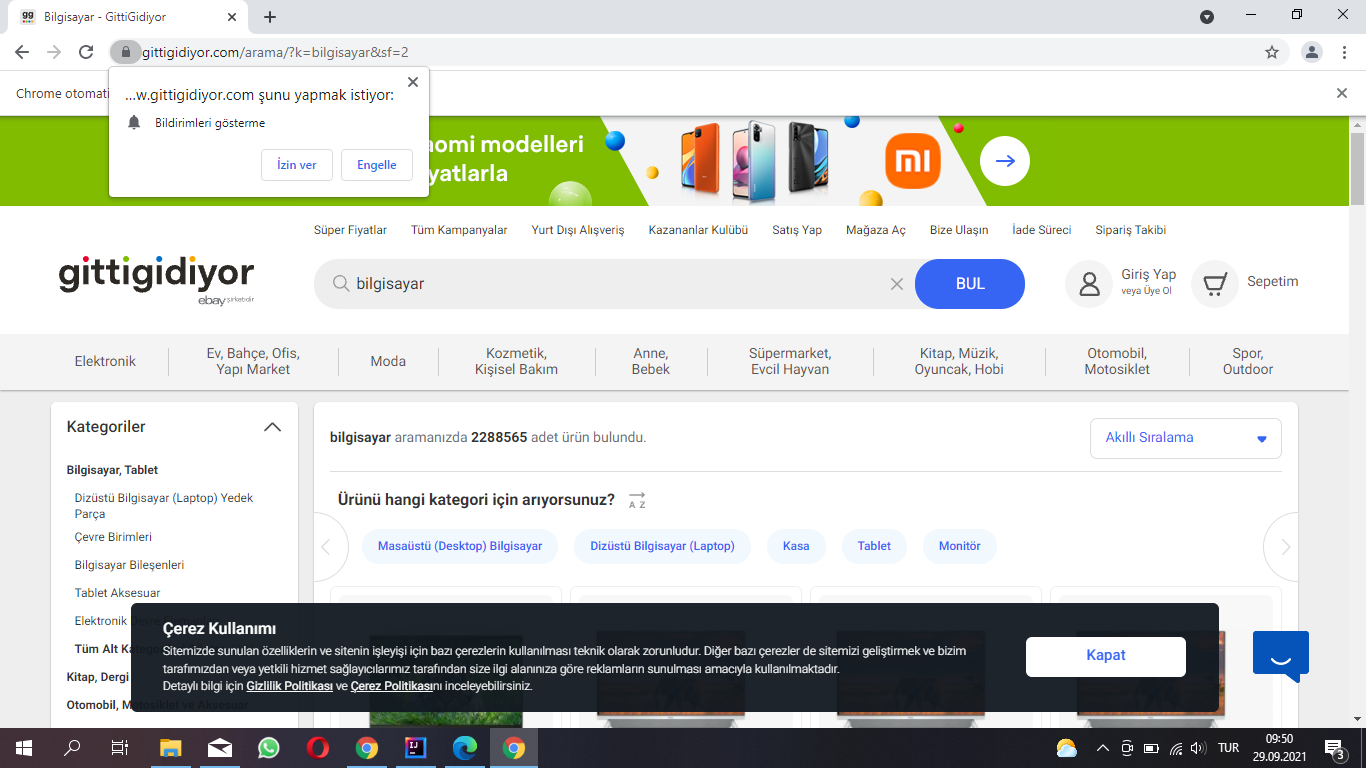 Bilgisayar - GittiGidiyor
gittigidiyor.com/arama/?k=bilgisayar&sf=2
Chrome otomati
...w.gittigidiyor.com şunu yapmak istiyor:
Bildirimleri gösterme
İzin ver
Engelle
aomi modelleri
yatlarla
Süper Fiyatlar
Tüm Kampanyalar
Yurt Dışı Alışveriş
Kazananlar Kulübü
Satış Yap
Mağaza Aç
Bize Ulaşın
İade Süreci
Sipariş Takibi
gittigidiyor
ebay şirketidir
bilgisayar
BUL
Giriş Yap
veya Üye Ol
Sepetim
Elektronik
Ev, Bahçe, Ofis,
Yapı Market
Moda
Kozmetik,
Kişisel Bakım
Anne,
Bebek
Süpermarket,
Evcil Hayvan
Kitap, Müzik,
Oyuncak, Hobi
Otomobil,
Motosiklet
Spor,
Outdoor
Kategoriler
Bilgisayar, Tablet
Dizüstü Bilgisayar (Laptop) Yedek
Parça
Çevre Birimleri
Bilgisayar Bileşenleri
Tablet Aksesuar
Elektronik
Tüm Alt
Kitap, Dergi
Otomobil, Motosiklet ve Aksesuar
bilgisayar aramanızda 2288565 adet ürün bulundu.
Akıllı Sıralama
Ürünü hangi kategori için arıyorsunuz?
A Z
Masaüstü (Desktop) Bilgisayar
Dizüstü Bilgisayar (Laptop)
Kasa
Tablet
Monitör
Çerez Kullanımı
Sitemizde sunulan özelliklerin ve sitenin işleyişi için bazı çerezlerin kullanılması teknik olarak zorunludur. Diğer bazı çerezler de sitemizi geliştirmek ve bizim
tarafımızdan veya yetkili hizmet sağlayıcılarımız tarafından size ilgi alanınıza göre reklamların sunulması amacıyla kullanılmaktadır.
Detaylı bilgi için Gizlilik Politikası ve Çerez Politikasını inceleyebilirsiniz.
Kapat
TUR
09:50
29.09.2021
3